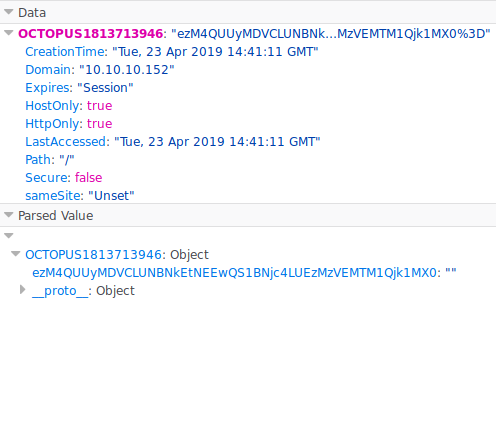 Data
OCTOPUS1813713946: "ezM4QUUyMDVCLUNBNk...MzVEMTM1Qjk1MX0%3D"
CreationTime: "Tue, 23 Apr 2019 14:41:11 GMT"
Domain: "10.10.10.152"
Expires: "Session"
HostOnly: true
HttpOnly: true
LastAccessed: "Tue, 23 Apr 2019 14:41:11 GMT"
Path: "/"
Secure: false
sameSite: "Unset"
Parsed Value
OCTOPUS1813713946: Object
ezM4QUUyMDVCLUNBNkEtNEEwQS1BNjc4LUEzMzVEMTM1Qjk1MX0: ""
__proto__: Object